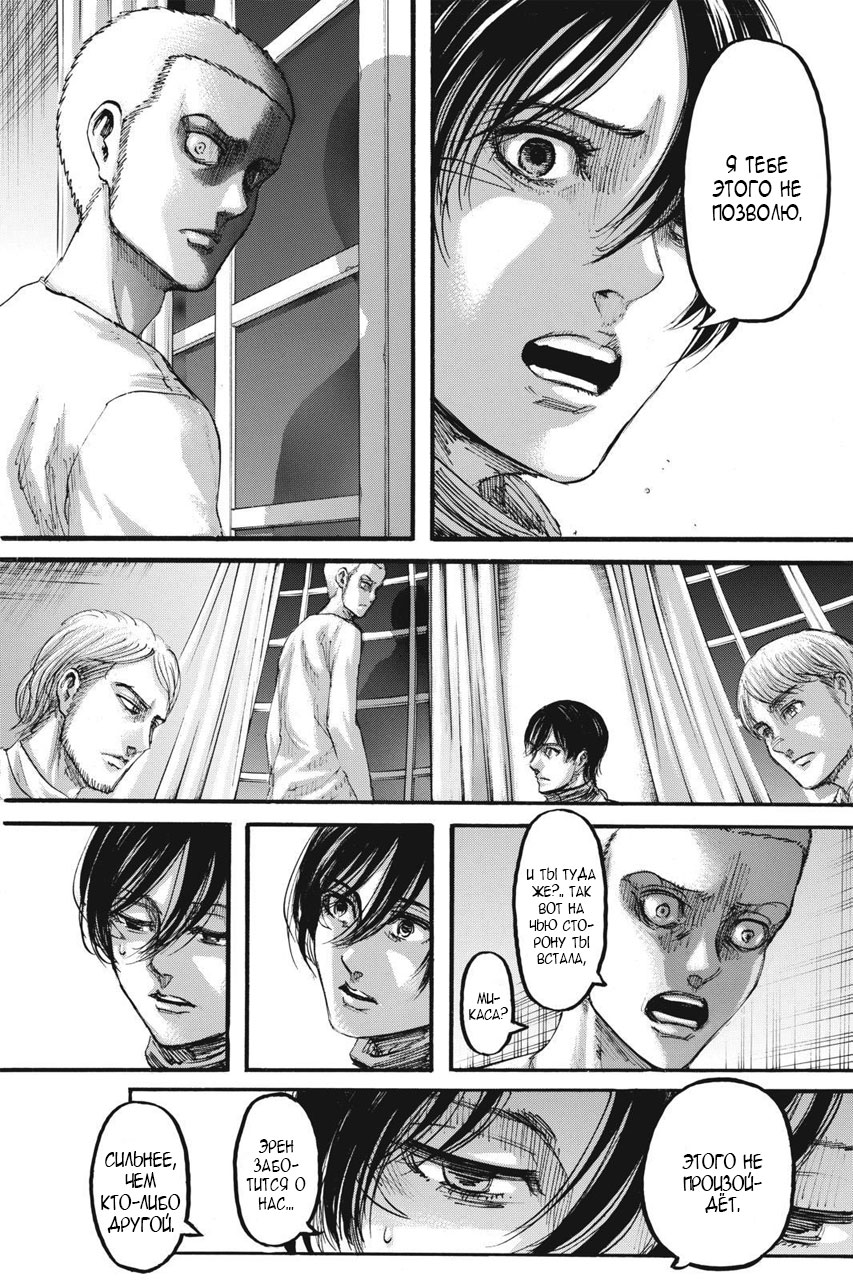 Я ТЕБЕ
ЭТОГО НЕ
ПОЗВОЛЮ.
И ТЫ ТУДА
ЖЕ?.. ТАК
ВОТ НА
ЧЬЮ СТО-
РОНУ ТЫ
ВСТАЛА,
МИ-
КАСА?
ЭТОГО НЕ
ПРОИЗОЙ-
ДЁТ.
ЭРЕН
ЗАБО-
ТИТСЯ О
НАС...
СИЛЬНЕЕ,
ЧЕМ
КТО-ЛИБО
ДРУГОЙ.